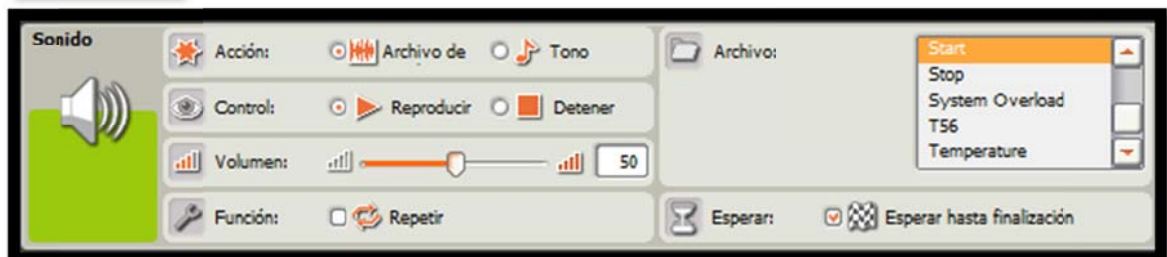 Sonido
Acción: Archivo de Tono
Control: Reproducir Detener
Volumen: 50
Función: Repetir
Archivo:
Start
Stop
System Overload
T56
Temperature
Esperar: Esperar hasta finalización